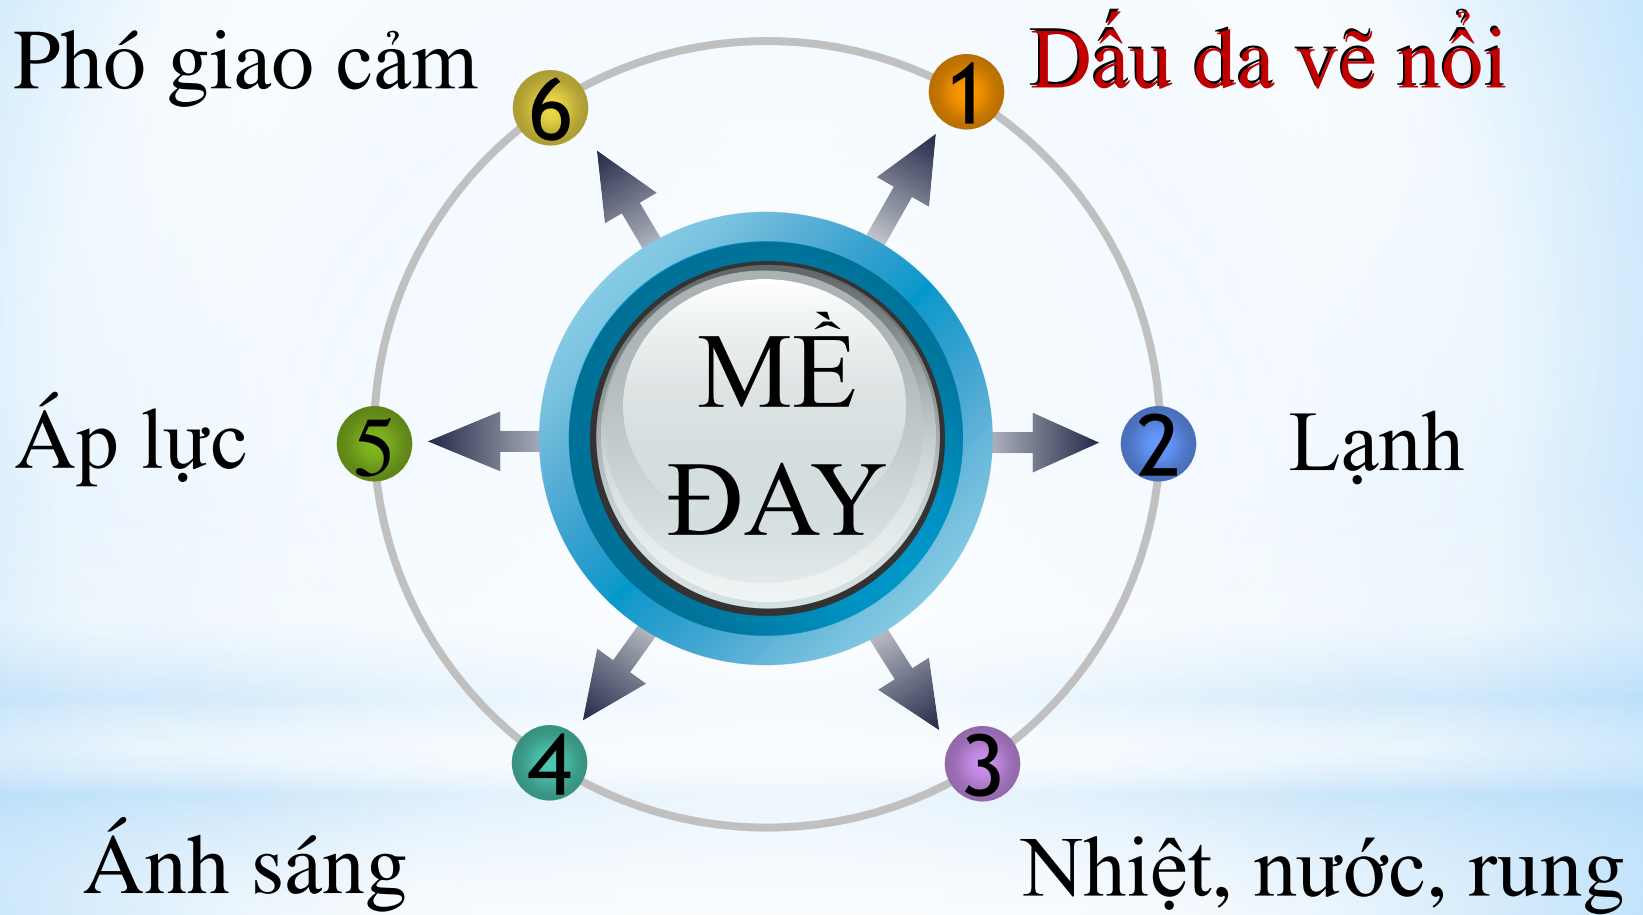 Phó giao cảm
6
1
Dấu da vẽ nổi
MỀ
ĐAY
Áp lực
5
2
Lạnh
4
3
Ánh sáng
Nhiệt, nước, rung